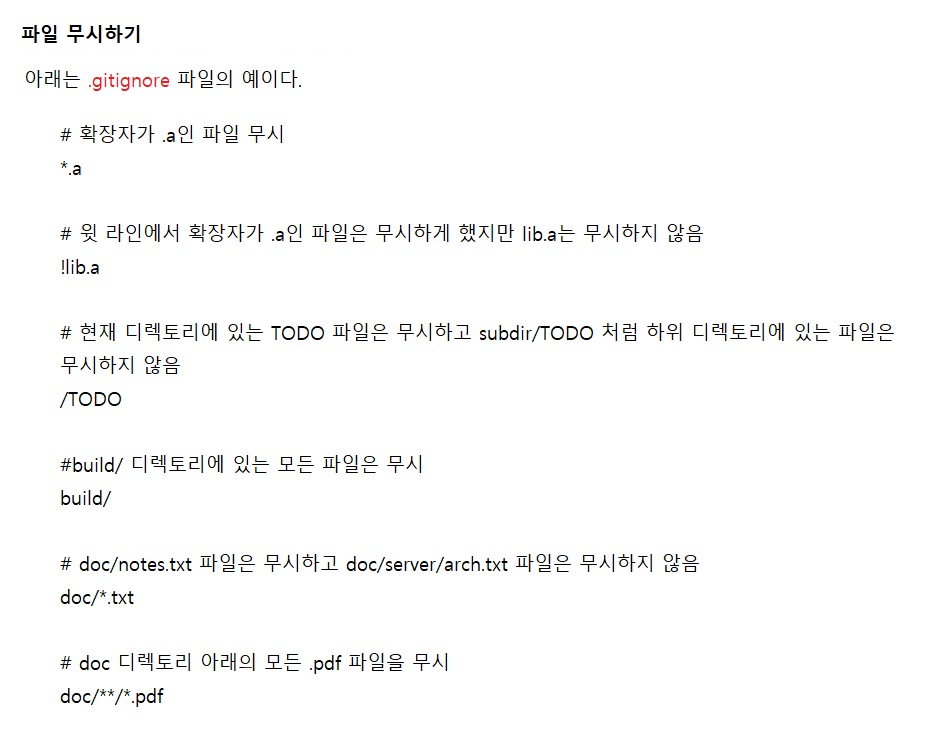 파일 무시하기
아래는 .gitignore 파일의 예이다.
# 확장자가 .a인 파일 무시
*.a
# 윗 라인에서 확장자가 .a인 파일은 무시하게 했지만 lib.a는 무시하지 않음
!lib.a
# 현재 디렉토리에 있는 TODO 파일은 무시하고 subdir/TODO 처럼 하위 디렉토리에 있는 파일은
무시하지 않음
/TODO
#build/ 디렉토리에 있는 모든 파일은 무시
build/
# doc/notes.txt 파일은 무시하고 doc/server/arch.txt 파일은 무시하지 않음
doc/*.txt
# doc 디렉토리 아래의 모든 .pdf 파일을 무시
doc/**/*.pdf